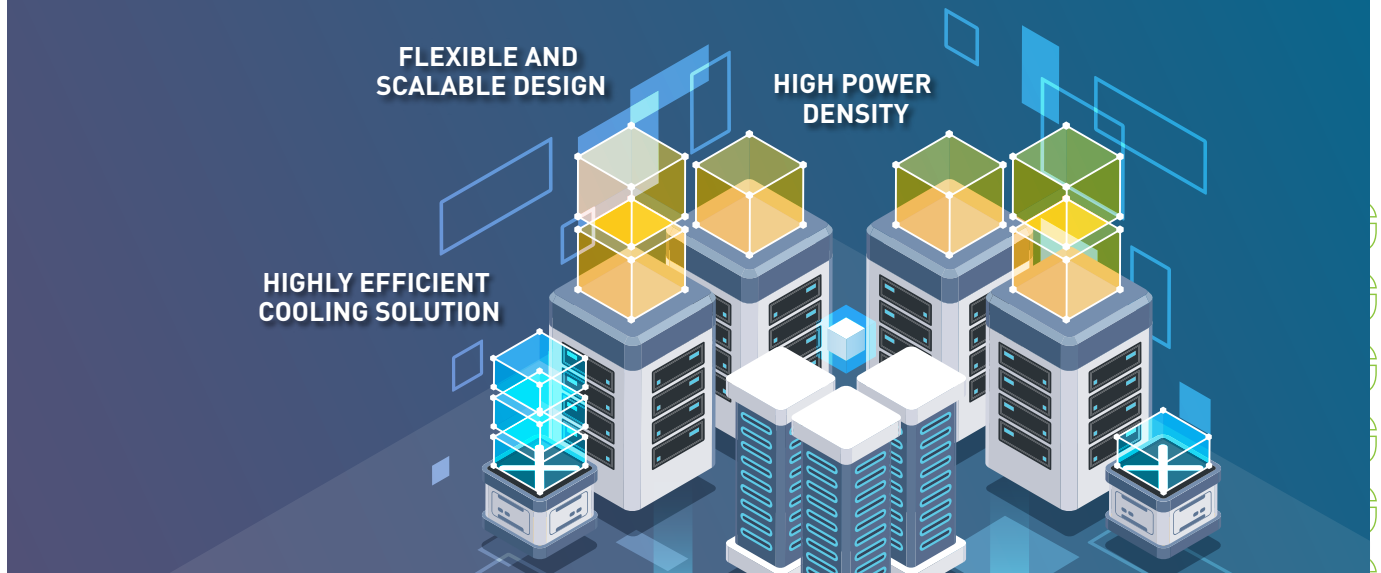 FLEXIBLE AND
SCALABLE DESIGN
HIGH POWER
DENSITY
HIGHLY EFFICIENT
COOLING SOLUTION